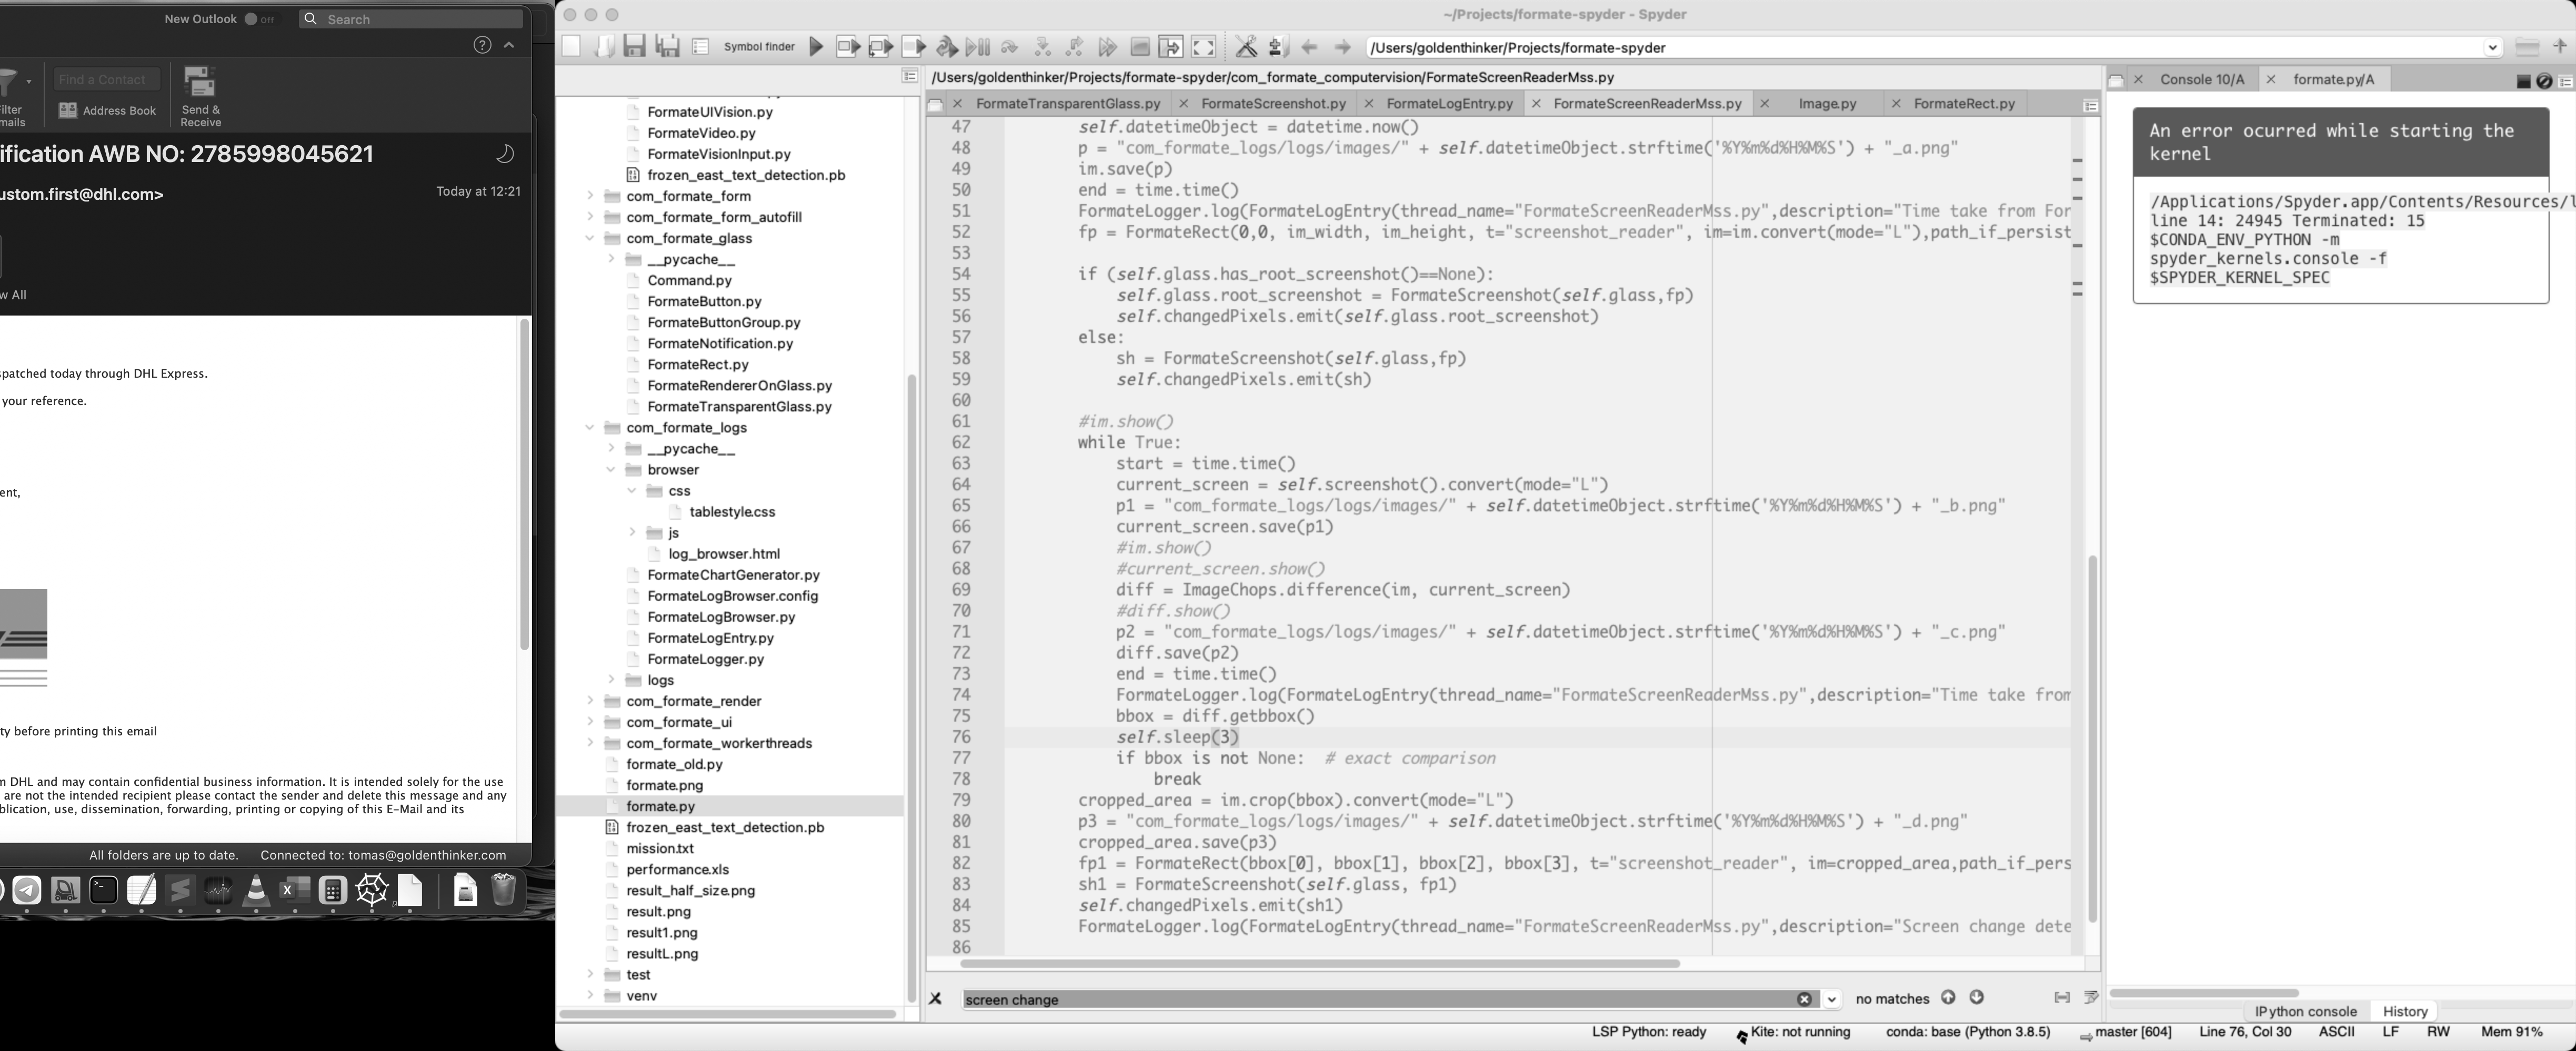 New Outlook
Off
Search
Find a Contact
Address Book
Send & Receive
ilter
mails
ification AWB NO: 2785998045621
ustom.first@dhl.com>
Today at 12:21
w All
spatched today through DHL Express.
your reference.
ent,
ty before printing this email
m DHL and may contain confidential business information. It is intended solely for the use
are not the intended recipient please contact the sender and delete this message and any
blication, use, dissemination, forwarding, printing or copying of this E-Mail and its
All folders are up to date.
Connected to: tomas@goldenthinker.com
~/Projects/formate-spyder - Spyder
Symbol finder
/Users/goldenthinker/Projects/formate-spyder
FormateUIVision.py
FormateVideo.py
FormateVisionInput.py
frozen_east_text_detection.pb
com_formate_form
com_formate_form_autofill
com_formate_glass
__pycache__
Command.py
FormateButton.py
FormateButtonGroup.py
FormateNotification.py
FormateRect.py
FormateRendererOnGlass.py
FormateTransparentGlass.py
com_formate_logs
__pycache__
browser
css
tablestyle.css
js
log_browser.html
FormateChartGenerator.py
FormateLogBrowser.config
FormateLogBrowser.py
FormateLogEntry.py
FormateLogger.py
logs
com_formate_render
com_formate_ui
com_formate_workerthreads
formate_old.py
formate.png
formate.py
frozen_east_text_detection.pb
mission.txt
performance.xls
result_half_size.png
result.png
result1.png
resultL.png
test
venv
/Users/goldenthinker/Projects/formate-spyder/com_formate_computervision/FormateScreenReaderMss.py
FormateTransparentGlass.py
FormateScreenshot.py
FormateLogEntry.py
FormateScreenReaderMss.py
Image.py
FormateRect.py
47 self.datetimeObject = datetime.now()
48 p = "com_formate_logs/logs/images/" + self.datetimeObject.strftime('%Y%m%d%H%M%S') + "_a.png"
49 im.save(p)
50 end = time.time()
51 FormateLogger.log(FormateLogEntry(thread_name="FormateScreenReaderMss.py",description="Time take from For
52 fp = FormateRect(0,0, im_width, im_height, t="screenshot_reader", im=im.convert(mode="L"),path_if_persist
53
54 if (self.glass.has_root_screenshot()==None):
55 self.glass.root_screenshot = FormateScreenshot(self.glass,fp)
56 self.changedPixels.emit(self.glass.root_screenshot)
57 else:
58 sh = FormateScreenshot(self.glass,fp)
59 self.changedPixels.emit(sh)
60
61 #im.show()
62 while True:
63 start = time.time()
64 current_screen = self.screenshot().convert(mode="L")
65 p1 = "com_formate_logs/logs/images/" + self.datetimeObject.strftime('%Y%m%d%H%M%S') + "_b.png"
66 current_screen.save(p1)
67 #im.show()
68 #current_screen.show()
69 diff = ImageChops.difference(im, current_screen)
70 #diff.show()
71 p2 = "com_formate_logs/logs/images/" + self.datetimeObject.strftime('%Y%m%d%H%M%S') + "_c.png"
72 diff.save(p2)
73 end = time.time()
74 FormateLogger.log(FormateLogEntry(thread_name="FormateScreenReaderMss.py",description="Time take from
75 bbox = diff.getbbox()
76 self.sleep(3)
77 if bbox is not None: # exact comparison
78 break
79 cropped_area = im.crop(bbox).convert(mode="L")
80 p3 = "com_formate_logs/logs/images/" + self.datetimeObject.strftime('%Y%m%d%H%M%S') + "_d.png"
81 cropped_area.save(p3)
82 fp1 = FormateRect(bbox[0], bbox[1], bbox[2], bbox[3], t="screenshot_reader", im=cropped_area,path_if_pers
83 sh1 = FormateScreenshot(self.glass, fp1)
84 self.changedPixels.emit(sh1)
85 FormateLogger.log(FormateLogEntry(thread_name="FormateScreenReaderMss.py",description="Screen change dete
86
screen change
no matches
Console 10/A
formate.py/A
An error ocurred while starting the
kernel
/Applications/Spyder.app/Contents/Resources/l
line 14: 24945 Terminated: 15
$CONDA_ENV_PYTHON -m
spyder_kernels.console -f
$SPYDER_KERNEL_SPEC
IPython console
History
LSP Python: ready
Kite: not running
conda: base (Python 3.8.5)
master [604]
Line 76, Col 30
ASCII
LF
RW
Mem 91%